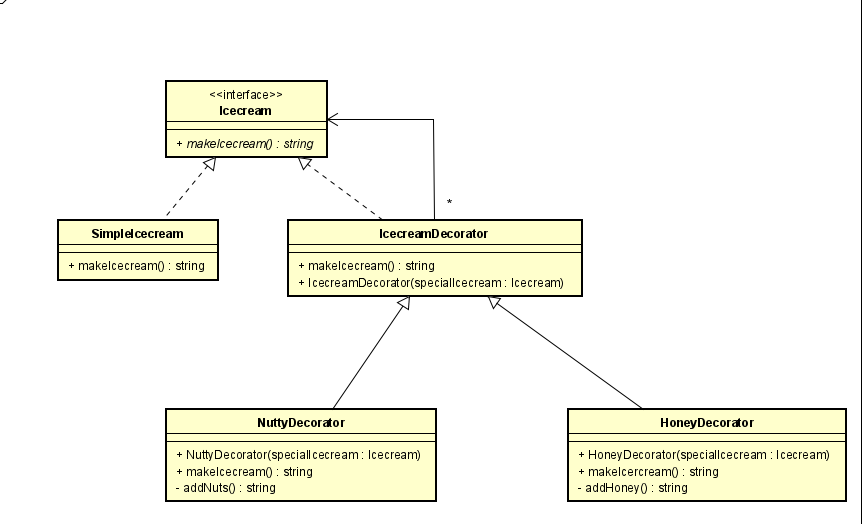 <<interface>>
Icecream
+ makeIcecream() : string
*
SimpleIcecream
+ makeIcecream() : string
IcecreamDecorator
+ makeIcecream() : string
+ IcecreamDecorator(specialIcecream : Icecream)
NuttyDecorator
+ NuttyDecorator(specialIcecream : Icecream)
+ makeIcecream() : string
- addNuts() : string
HoneyDecorator
+ HoneyDecorator(specialIcecream : Icecream)
+ makeIcercream() : string
- addHoney() : string